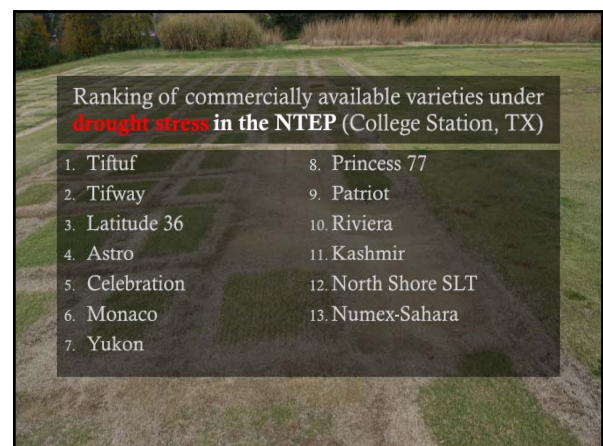 Ranking of commercially available varieties under
drought stress in the NTEP (College Station, TX)
1. Tiftuf
2. Tifway
3. Latitude 36
4. Astro
5. Celebration
6. Monaco
7. Yukon
8. Princess 77
9. Patriot
10. Riviera
11. Kashmir
12. North Shore SLT
13. Numex-Sahara